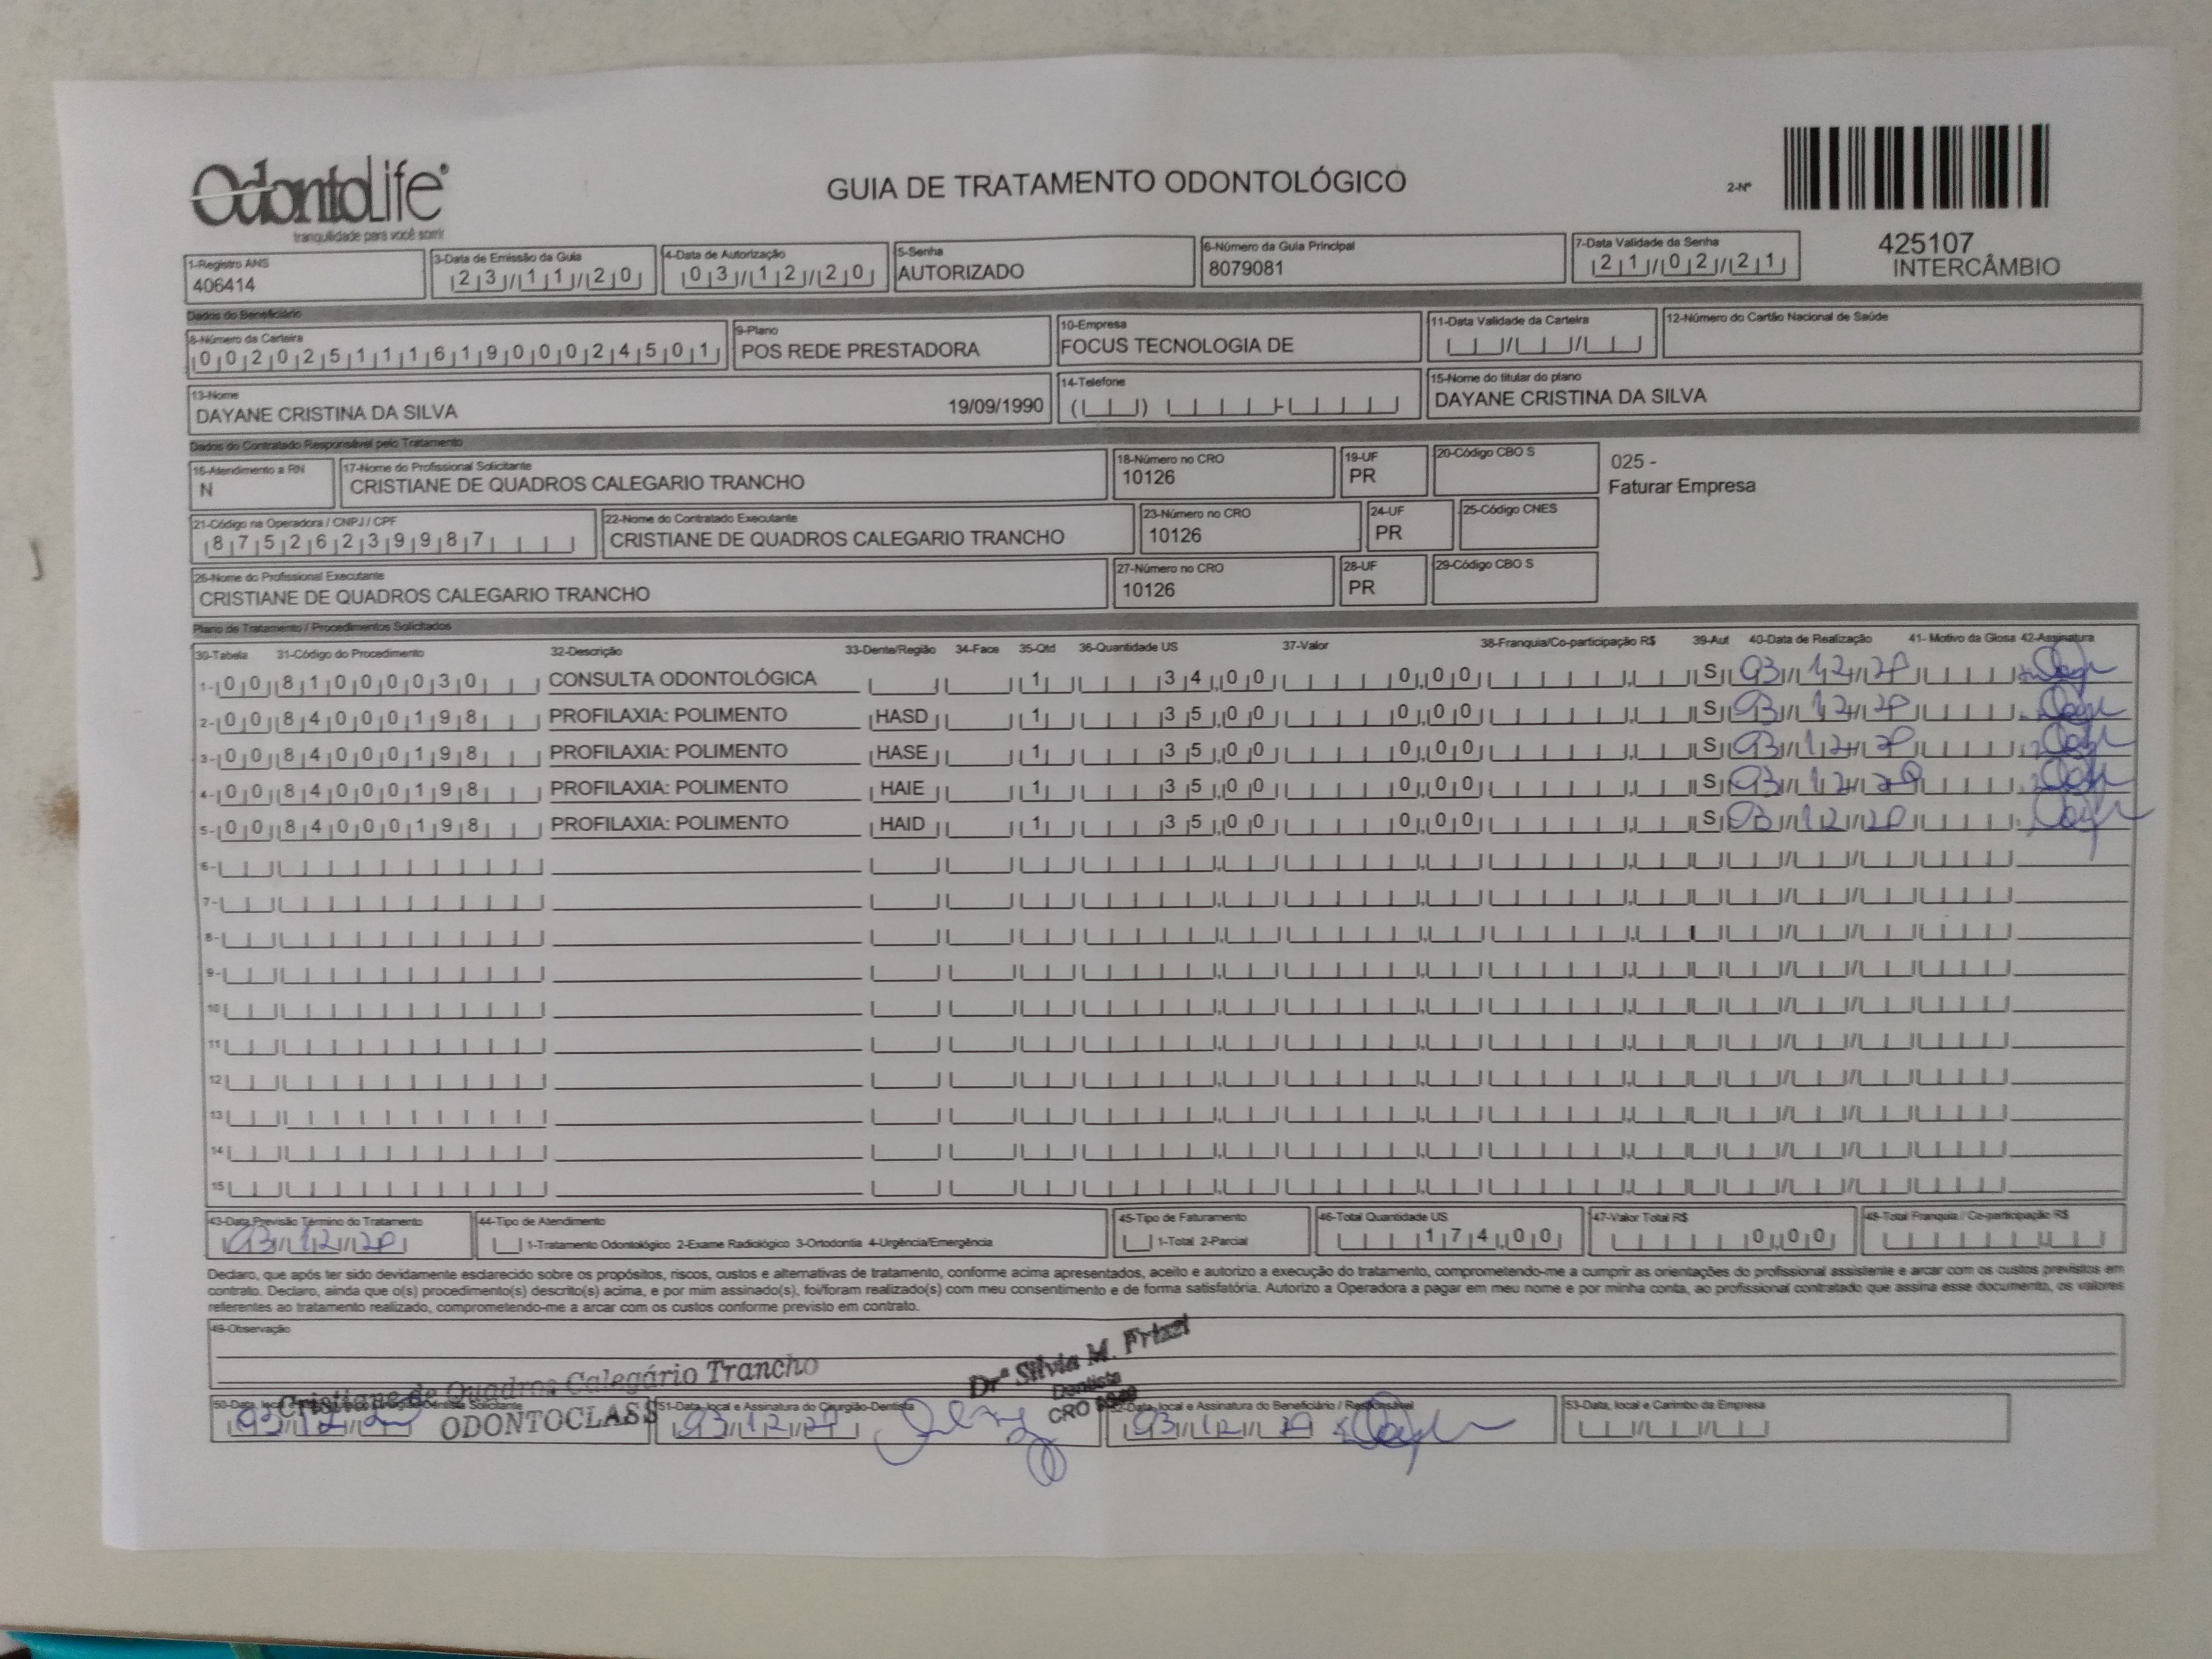 OdontoLife®
tranquilidade para você sorrir
GUIA DE TRATAMENTO ODONTOLÓGICO
2-Nº
425107
INTERCÂMBIO
1-Registro ANS
406414
3-Data de Emissão da Guia
23/11/20
4-Data de Autorização
03/12/20
5-Senha
AUTORIZADO
6-Número da Guia Principal
8079081
7-Data Validade da Senha
21/02/21
Dados do Beneficiário
8-Número da Carteira
00202511161900024501
9-Plano
POS REDE PRESTADORA
10-Empresa
FOCUS TECNOLOGIA DE
11-Data Validade da Carteira
12-Número do Cartão Nacional de Saúde
13-Nome
DAYANE CRISTINA DA SILVA 19/09/1990
14-Telefone
15-Nome do titular do plano
DAYANE CRISTINA DA SILVA
Dados do Contratado Responsável pelo Tratamento
16-Atendimento a RN
N
17-Nome do Profissional Solicitante
CRISTIANE DE QUADROS CALEGARIO TRANCHO
18-Número no CRO
10126
19-UF
PR
20-Código CBO S
025 -
Faturar Empresa
21-Código na Operadora / CNPJ / CPF
87526239987
22-Nome do Contratado Executante
CRISTIANE DE QUADROS CALEGARIO TRANCHO
23-Número no CRO
10126
24-UF
PR
25-Código CNES
26-Nome do Profissional Executante
CRISTIANE DE QUADROS CALEGARIO TRANCHO
27-Número no CRO
10126
28-UF
PR
29-Código CBO S
Plano de Tratamento / Procedimentos Solicitados
30-Tabela 31-Código do Procedimento 32-Descrição 33-Dente/Região 34-Face 35-Qtd 36-Quantidade US 37-Valor 38-Franquia/Co-participação R$ 39-Aut 40-Data de Realização 41- Motivo da Glosa 42-Assinatura
1- 00 81000030 CONSULTA ODONTOLÓGICA 1 34,00 0,00 S 03/12/20
2- 00 84000198 PROFILAXIA: POLIMENTO HASD 1 35,00 0,00 S 03/12/20
3- 00 84000198 PROFILAXIA: POLIMENTO HASE 1 35,00 0,00 S 03/12/20
4- 00 84000198 PROFILAXIA: POLIMENTO HAIE 1 35,00 0,00 S 03/12/20
5- 00 84000198 PROFILAXIA: POLIMENTO HAID 1 35,00 0,00 S 03/12/20
6-
7-
8-
9-
10
11
12
13
14
15
43-Data Previsão Término do Tratamento
03/12/20
44-Tipo de Atendimento
1-Tratamento Odontológico 2-Exame Radiológico 3-Ortodontia 4-Urgência/Emergência
45-Tipo de Faturamento
1-Total 2-Parcial
46-Total Quantidade US
174,00
47-Valor Total R$
0,00
48-Total Franquia / Co-participação R$
Declaro, que após ter sido devidamente esclarecido sobre os propósitos, riscos, custos e alternativas de tratamento, conforme acima apresentados, aceito e autorizo a execução do tratamento, comprometendo-me a cumprir as orientações do profissional assistente e arcar com os custos previstos em
contrato. Declaro, ainda que o(s) procedimento(s) descrito(s) acima, e por mim assinado(s), foi/foram realizado(s) com meu consentimento e de forma satisfatória. Autorizo a Operadora a pagar em meu nome e por minha conta, ao profissional contratado que assina esse documento, os valores
referentes ao tratamento realizado, comprometendo-me a arcar com os custos conforme previsto em contrato.
49-Observação
Cristiane de Quadros Calegário Trancho
ODONTOCLASS
Drª Silvia M. Frizzi
Dentista
CRO
03/12/20
51-Data, local e Assinatura do Cirurgião-Dentista
03/12/20
52-Data, local e Assinatura do Beneficiário / Responsável
03/12/20
53-Data, local e Carimbo da Empresa